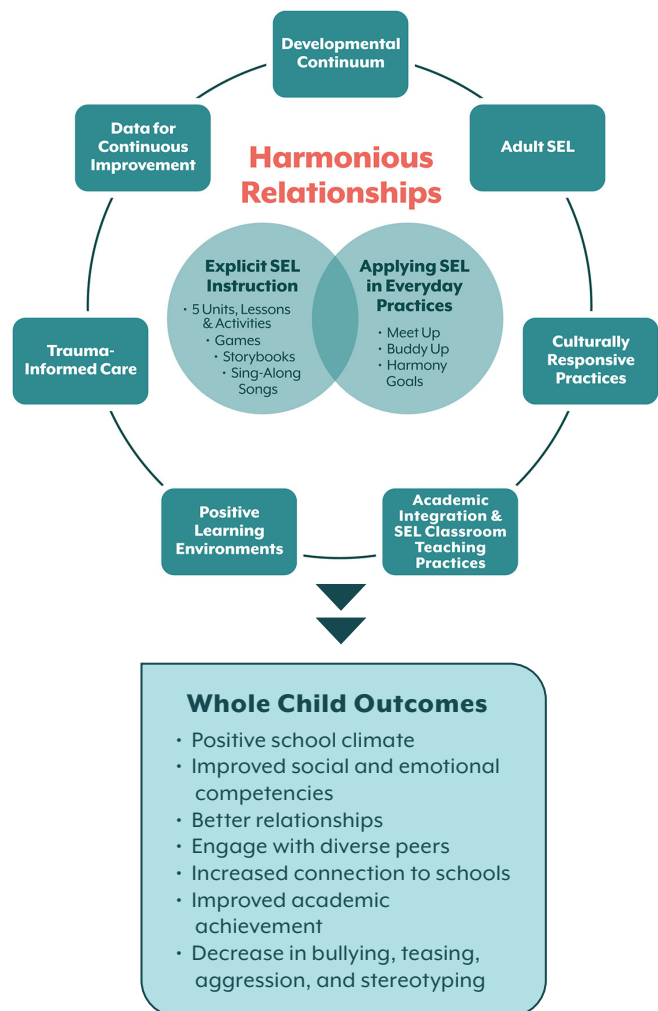 Developmental
Continuum
Data for
Continuous
Improvement
Adult SEL
Harmonious
Relationships
Explicit SEL
Instruction
· 5 Units, Lessons
& Activities
· Games
· Storybooks
· Sing-Along
Songs
Applying SEL
in Everyday
Practices
· Meet Up
· Buddy Up
· Harmony
Goals
Trauma-
Informed Care
Culturally
Responsive
Practices
Positive
Learning
Environments
Academic
Integration &
SEL Classroom
Teaching
Practices
Whole Child Outcomes
· Positive school climate
· Improved social and emotional
competencies
· Better relationships
· Engage with diverse peers
· Increased connection to schools
· Improved academic
achievement
· Decrease in bullying, teasing,
aggression, and stereotyping